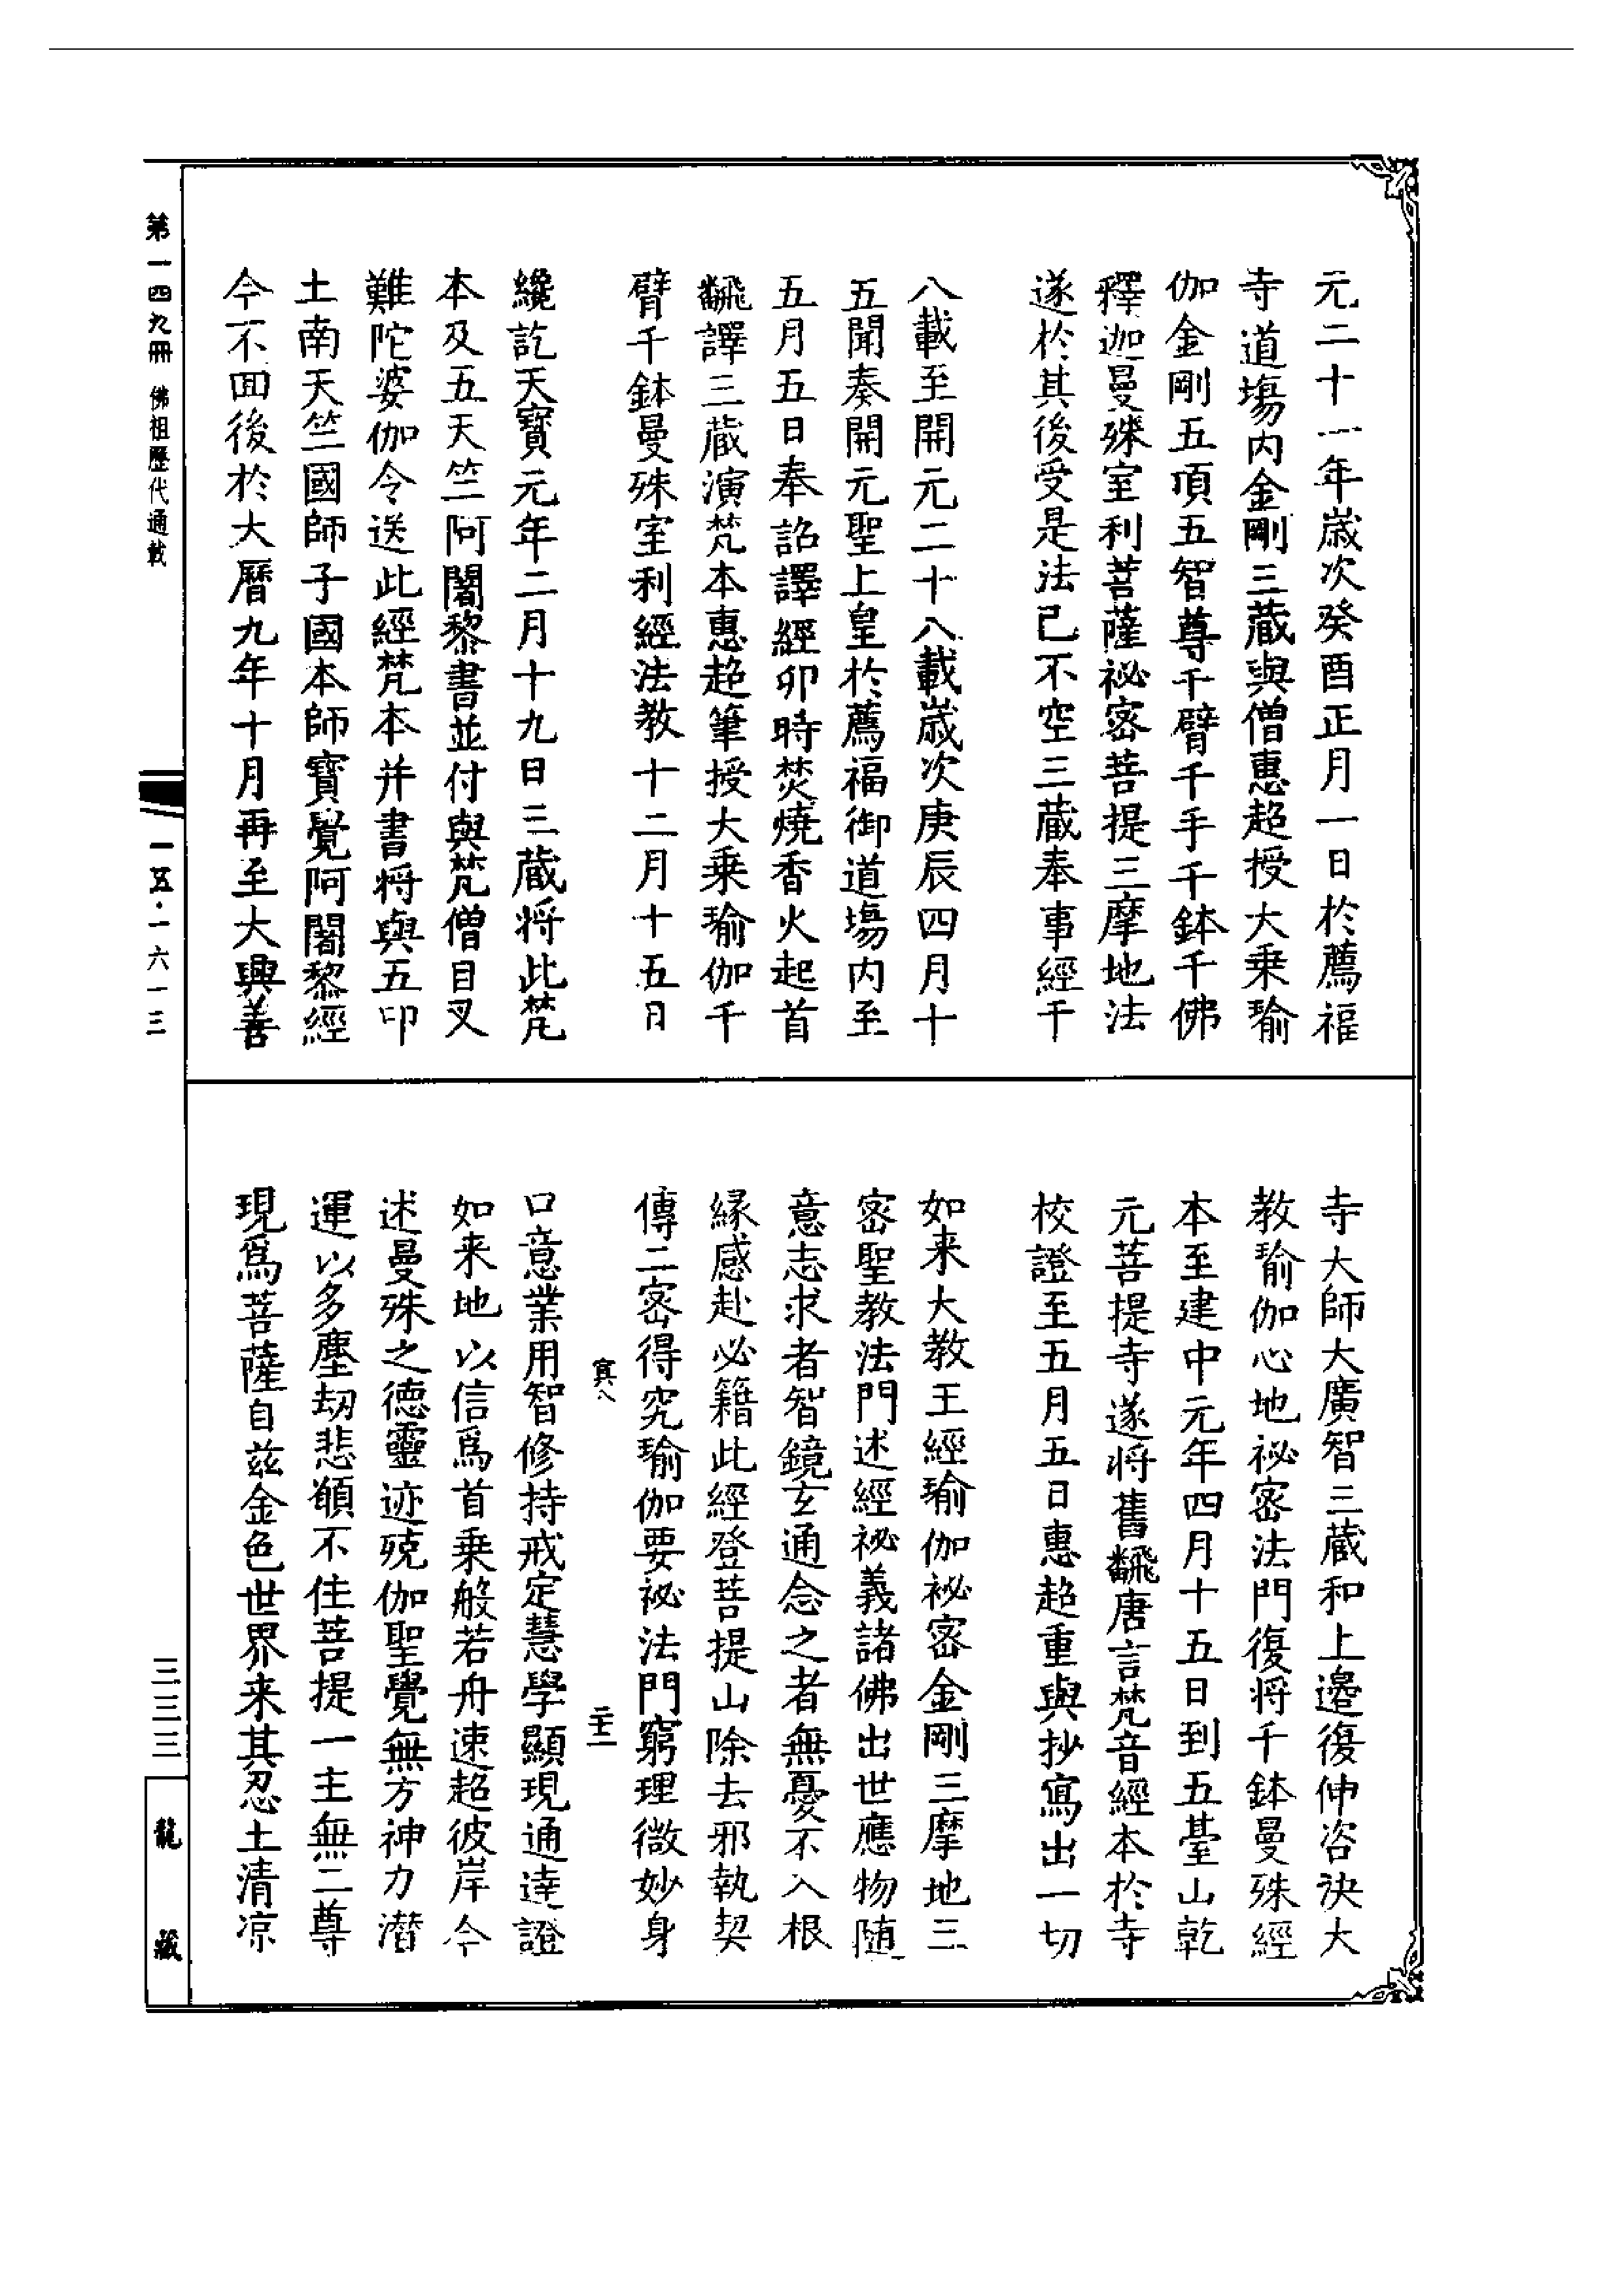 元二十一年歲次癸酉正月一日於薦福
寺道場內金剛三藏與僧惠超授大乘瑜
伽金剛五頂五智尊千臂千手千鉢千佛
釋迦曼殊室利菩薩祕密菩提三摩地法
遂於其後受是法已不空三藏奉事經于
八載至開元二十八載歲次庚辰四月十
五聞奏開元聖上皇於薦福御道場內至
五月五日奉詔譯經卯時焚燒香火起首
飜譯三藏演梵本惠超筆授大乘瑜伽千
臂千鉢曼殊室利經法教十二月十五日
纔訖天寶元年二月十九日三藏將此梵
本及五天竺阿闍黎書並付與梵僧目叉
難陀婆伽令送此經梵本并書將與五印
土南天竺國師子國本師寶覺阿闍黎經
今不迴後於大曆九年十月再至大興善
寺大師大廣智三藏和上邊復伸咨決大
教瑜伽心地祕密法門復將千鉢曼殊經
本至建中元年四月十五日到五臺山乾
元菩提寺遂將舊飜唐言梵音經本於寺
校證至五月五日惠超重與抄寫出一切
如来大教王經瑜伽祕密金剛三摩地三
密聖教法門述經祕義諸佛出世應物随
意志求者智鏡玄通念之者無憂不入根
緣感赴必籍此經登菩提山除去邪執契
傳二密得究瑜伽要祕法門窮理微妙身
口意業用智修持戒定慧學顯現通達證
如来地以信爲首乗般若舟速超彼岸今
述曼殊之德靈迹殑伽聖覺無方神力潛
運以多塵劫悲願不住菩提一主無二尊
現爲菩薩自兹金色世界来其忍土清凉
第一四九冊 佛祖歷代通載
一五·一六一三
三三三
龍藏